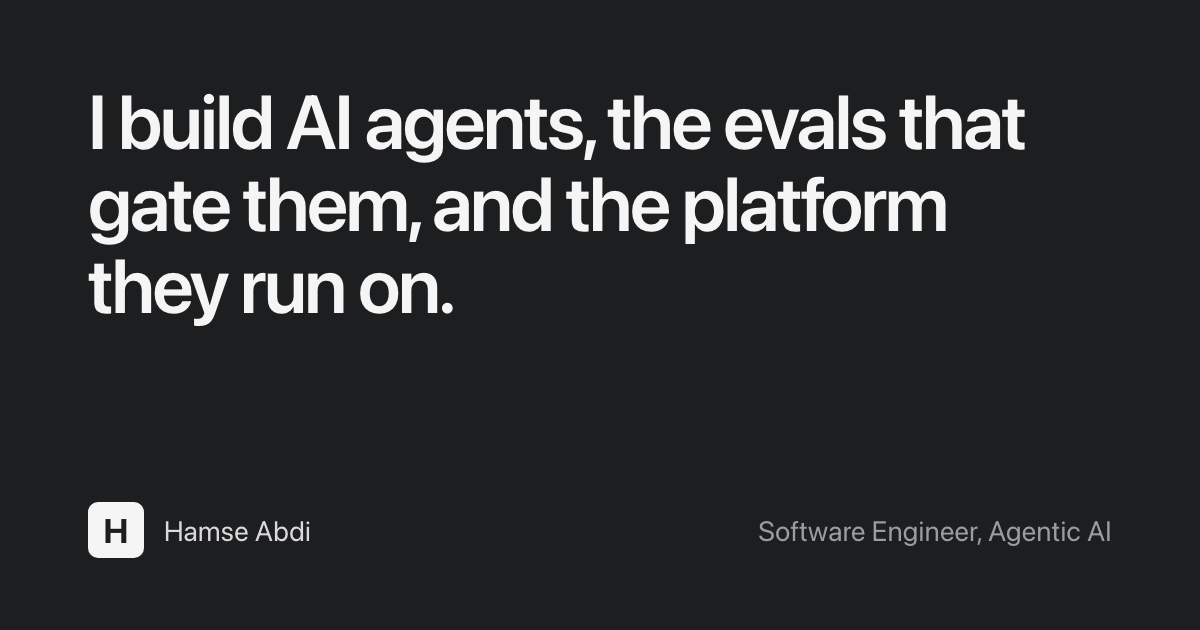 I build AI agents, the evals that
gate them, and the platform
they run on.
H
Hamse Abdi
Software Engineer, Agentic AI